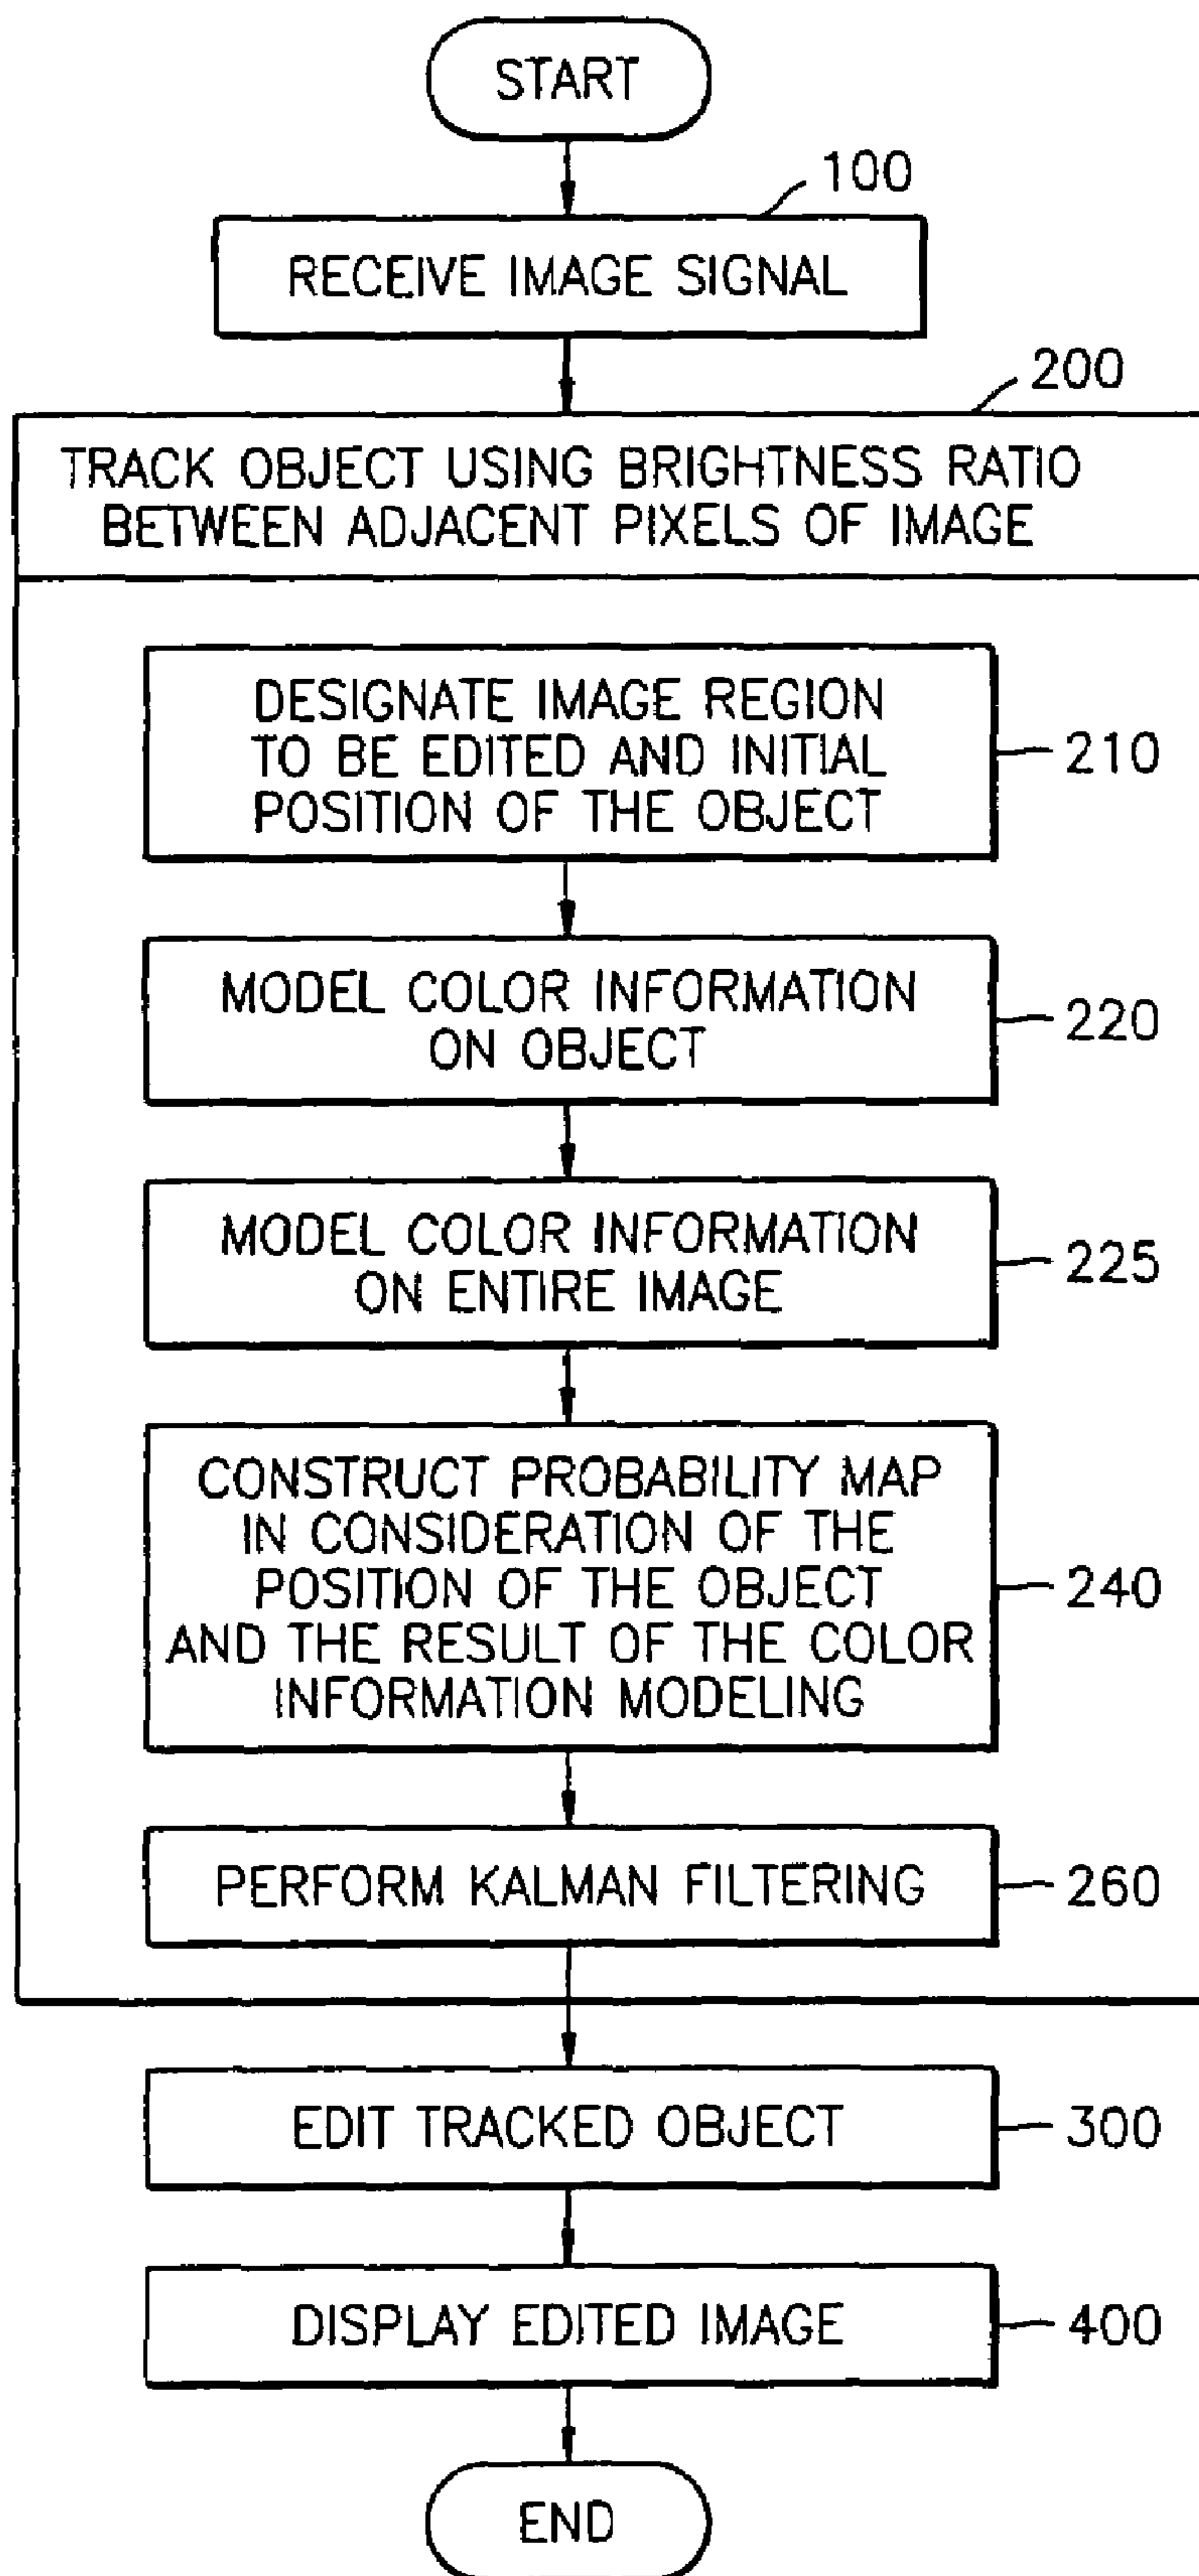 START
100
RECEIVE IMAGE SIGNAL
200
TRACK OBJECT USING BRIGHTNESS RATIO
BETWEEN ADJACENT PIXELS OF IMAGE
DESIGNATE IMAGE REGION
TO BE EDITED AND INITIAL
POSITION OF THE OBJECT
210
MODEL COLOR INFORMATION
ON OBJECT
220
MODEL COLOR INFORMATION
ON ENTIRE IMAGE
225
CONSTRUCT PROBABILITY MAP
IN CONSIDERATION OF THE
POSITION OF THE OBJECT
AND THE RESULT OF THE COLOR
INFORMATION MODELING
240
PERFORM KALMAN FILTERING
260
EDIT TRACKED OBJECT
300
DISPLAY EDITED IMAGE
400
END